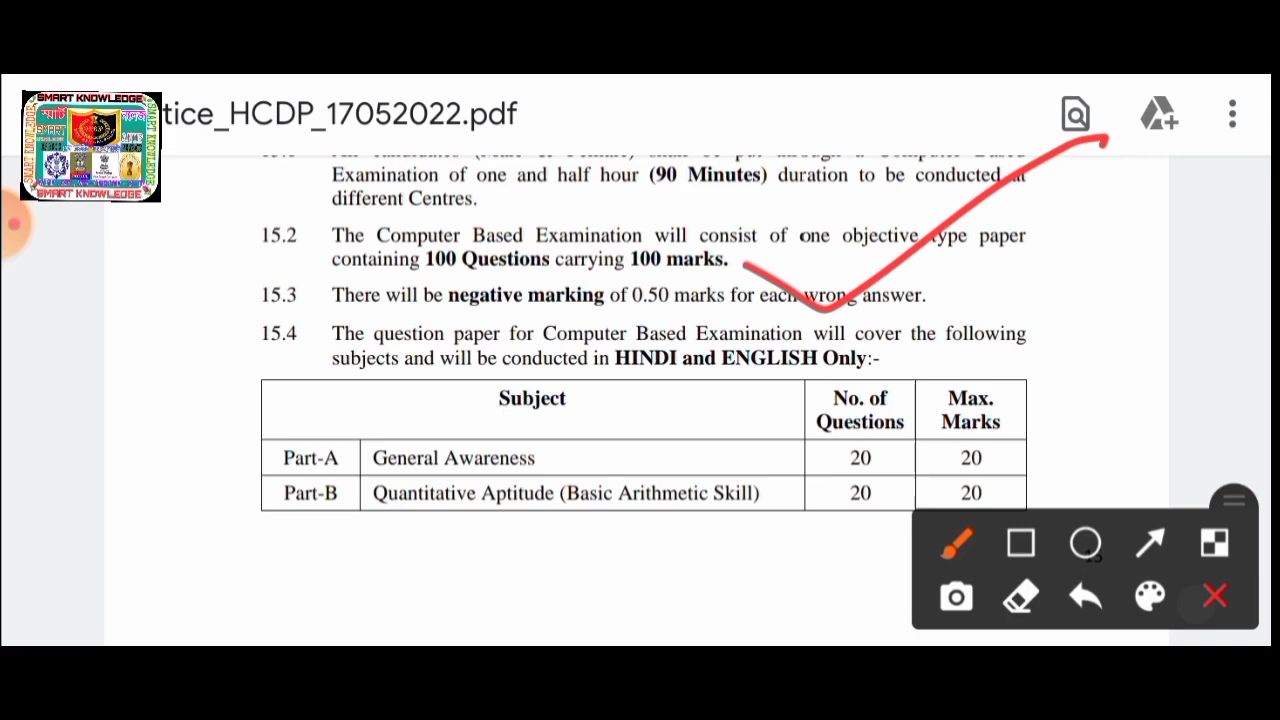 SMART KNOWLEDGE
SMART KNOWLEDGE
SMART KNOWLEDGE
SMART
SMART KNOWLEDGE
tice_HCDP_17052022.pdf
Examination of one and half hour (90 Minutes) duration to be conducted at
different Centres.
15.2 The Computer Based Examination will consist of one objective type paper
containing 100 Questions carrying 100 marks.
15.3 There will be negative marking of 0.50 marks for each wrong answer.
15.4 The question paper for Computer Based Examination will cover the following
subjects and will be conducted in HINDI and ENGLISH Only:-
Subject No. of Questions Max. Marks
Part-A General Awareness 20 20
Part-B Quantitative Aptitude (Basic Arithmetic Skill) 20 20